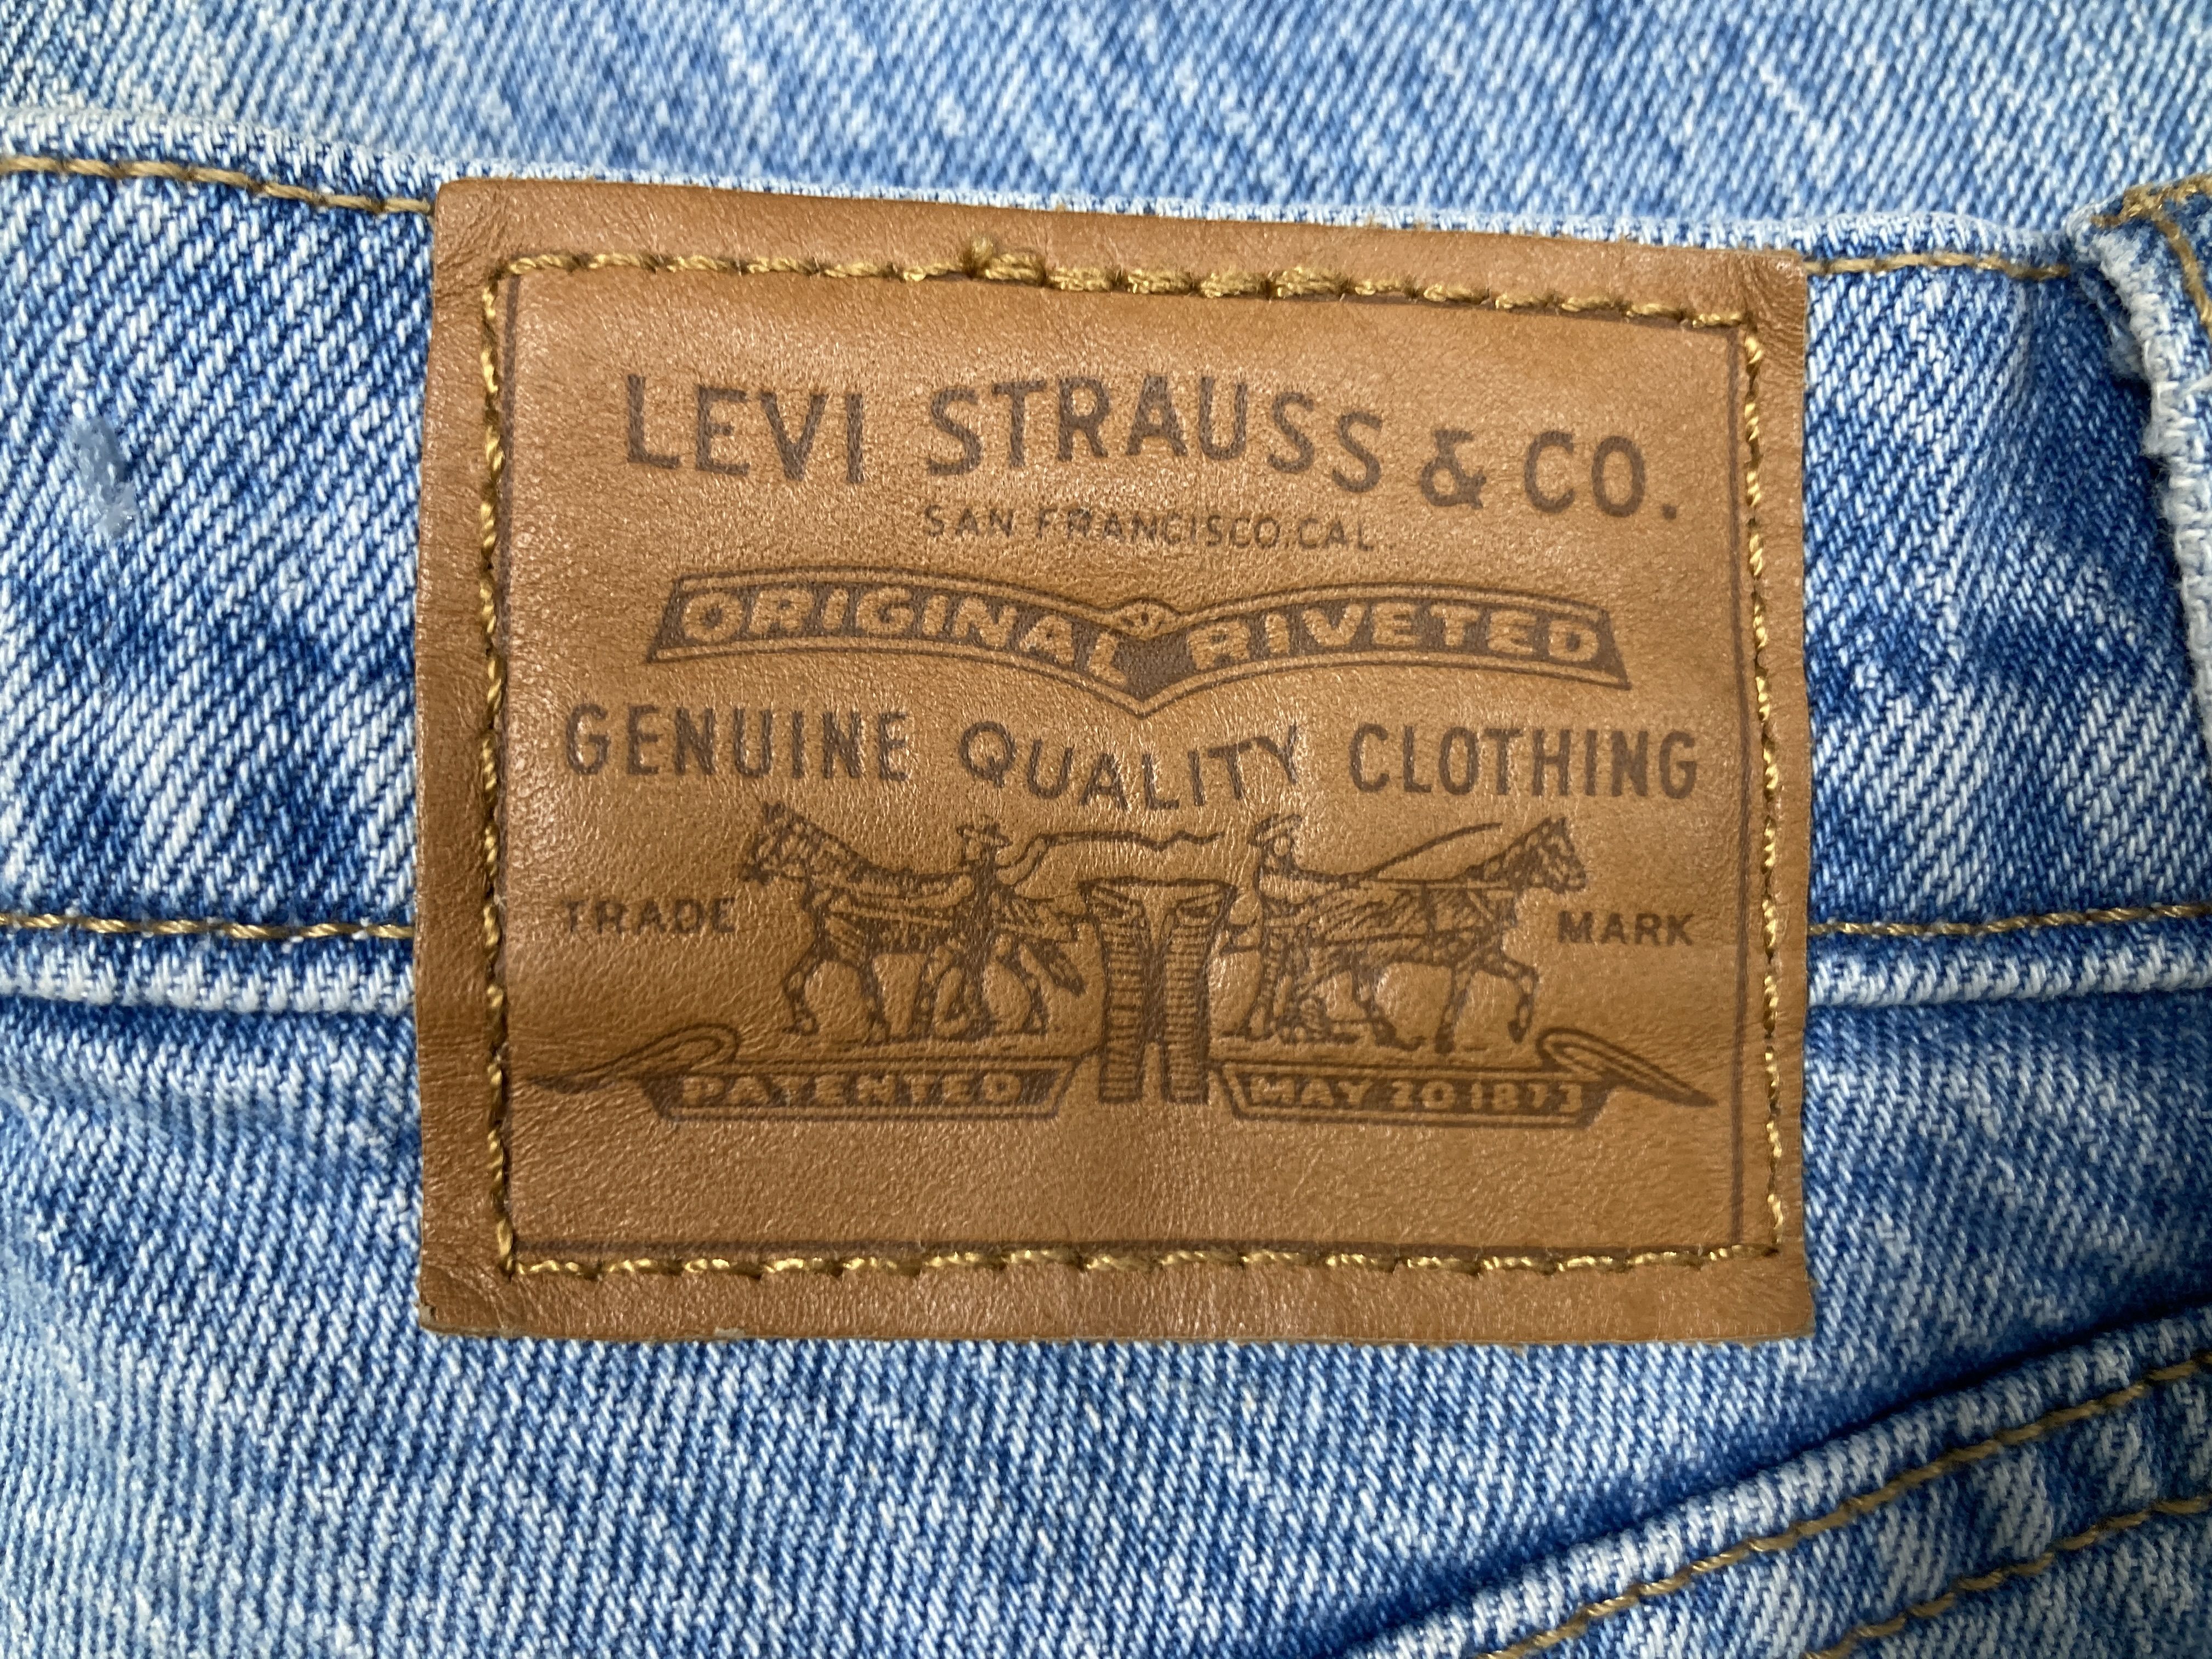 LEVI STRAUSS & CO.
SAN FRANCISCO, CAL.
ORIGINAL RIVETED
GENUINE QUALITY CLOTHING
TRADE MARK
PATENTED MAY 20 1873